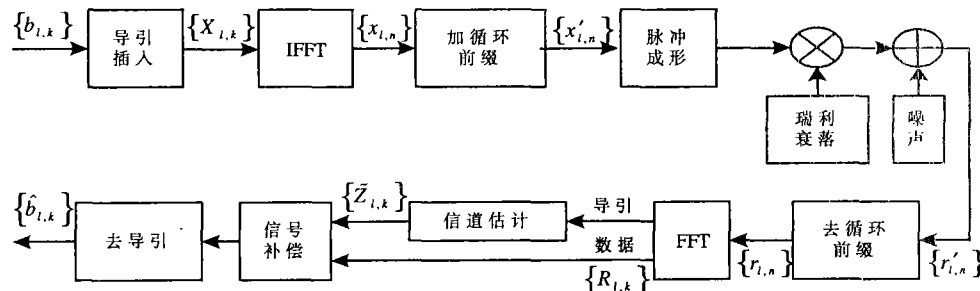 {b_{l,k}}
导引
插入
{X_{l,k}}
IFFT
{x_{l,n}}
加循环
前缀
{x'_{l,n}}
脉冲
成形
瑞利
衰落
噪
声
{b̂_{l,k}}
去导引
信号
补偿
{Z̃_{l,k}}
信道估计
导引
数据
{R_{l,k}}
FFT
{r_{l,n}}
去循环
前缀
{r'_{l,n}}